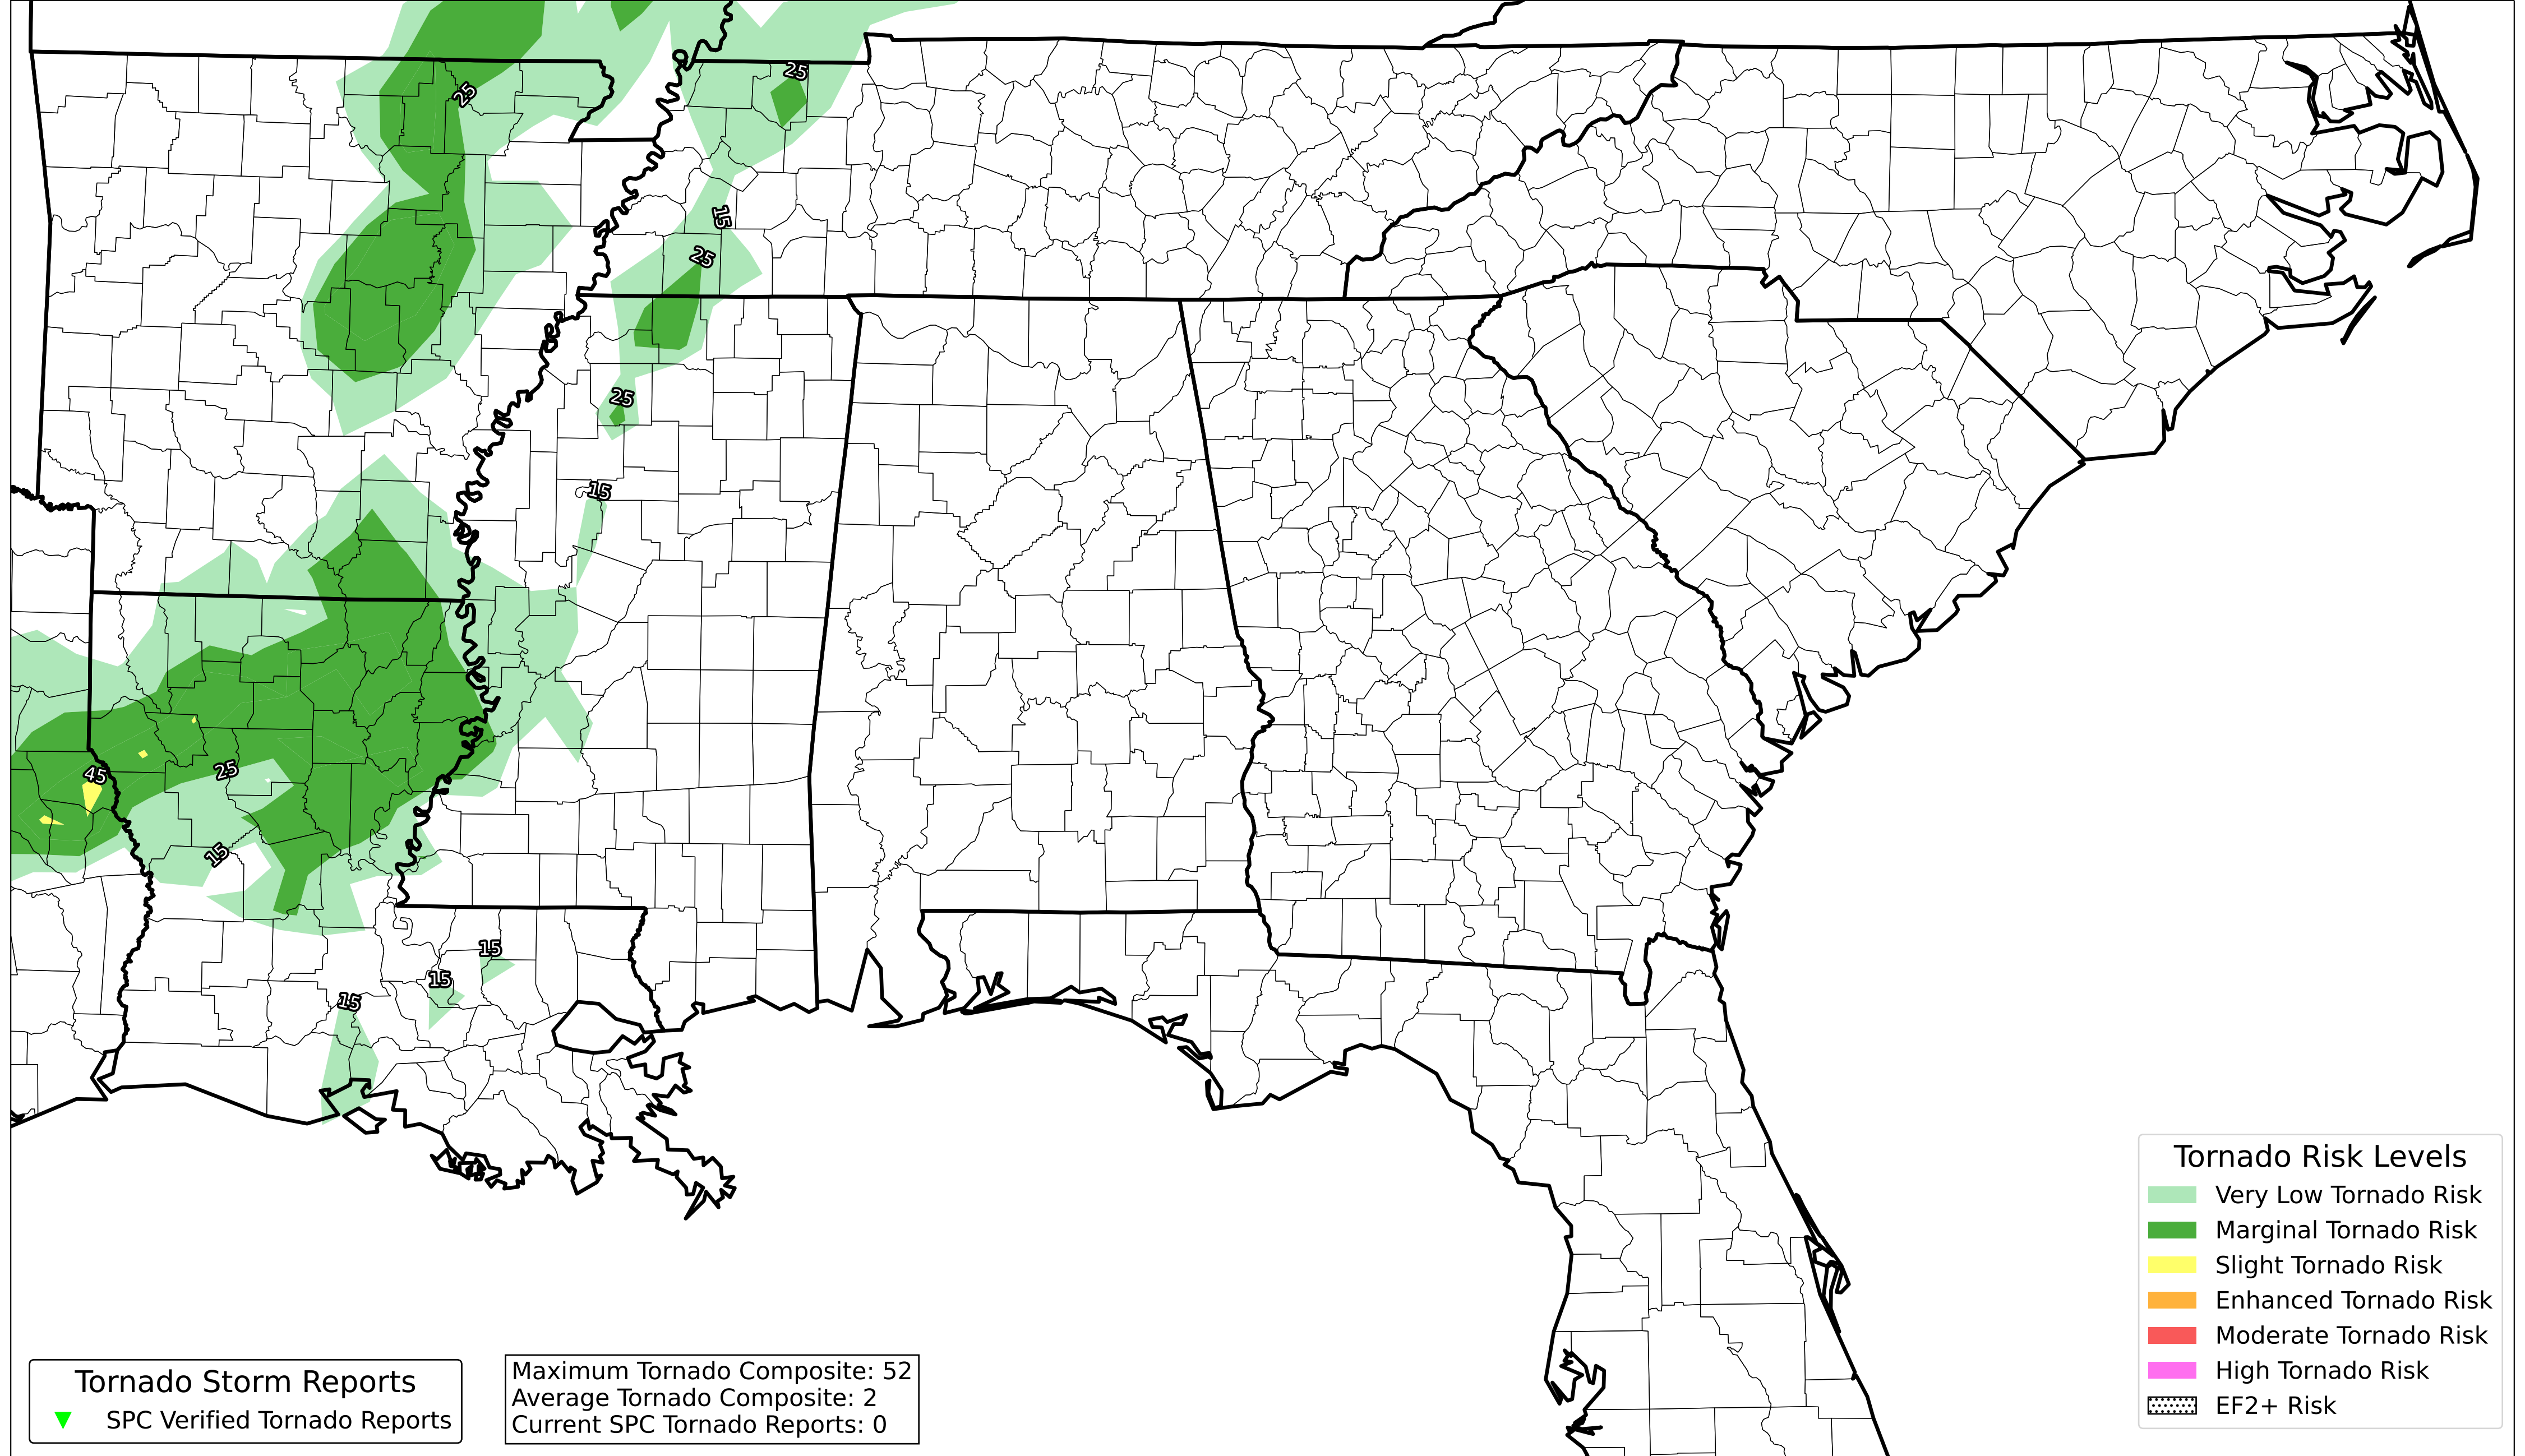 25
25
15
25
25
15
45
25
15
15
15
15
Tornado Risk Levels
Very Low Tornado Risk
Marginal Tornado Risk
Slight Tornado Risk
Enhanced Tornado Risk
Moderate Tornado Risk
High Tornado Risk
EF2+ Risk
Tornado Storm Reports
SPC Verified Tornado Reports
Maximum Tornado Composite: 52
Average Tornado Composite: 2
Current SPC Tornado Reports: 0